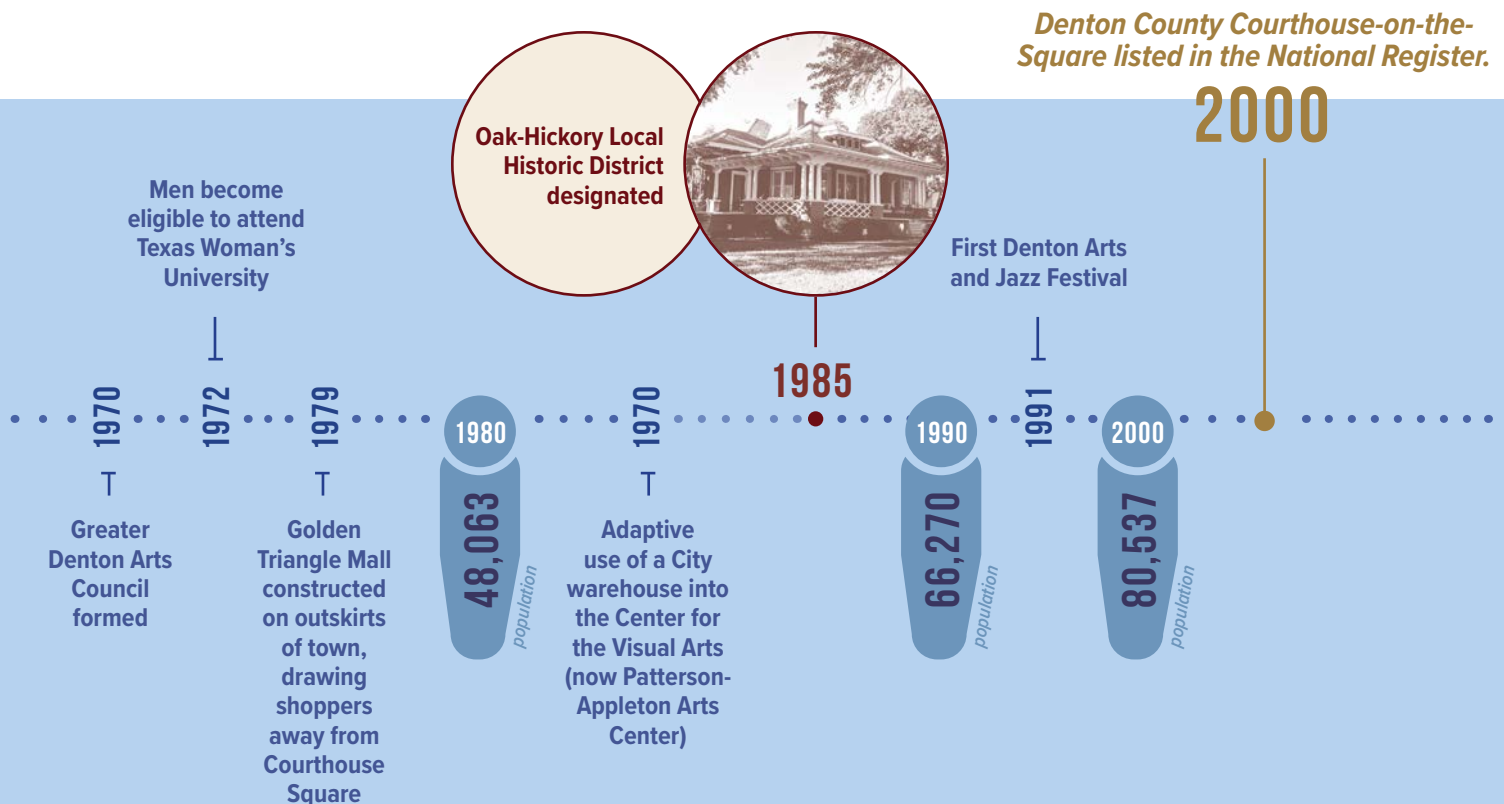 Denton County Courthouse-on-the-
Square listed in the National Register.
2000
Oak-Hickory Local
Historic District
designated
1985
Men become
eligible to attend
Texas Woman's
University
First Denton Arts
and Jazz Festival
1970
1972
1979
1980
1970
1990
1991
2000
Greater
Denton Arts
Council
formed
Golden
Triangle Mall
constructed
on outskirts
of town,
drawing
shoppers
away from
Courthouse
Square
48,063
population
Adaptive
use of a City
warehouse into
the Center for
the Visual Arts
(now Patterson-
Appleton Arts
Center)
66,270
population
80,537
population